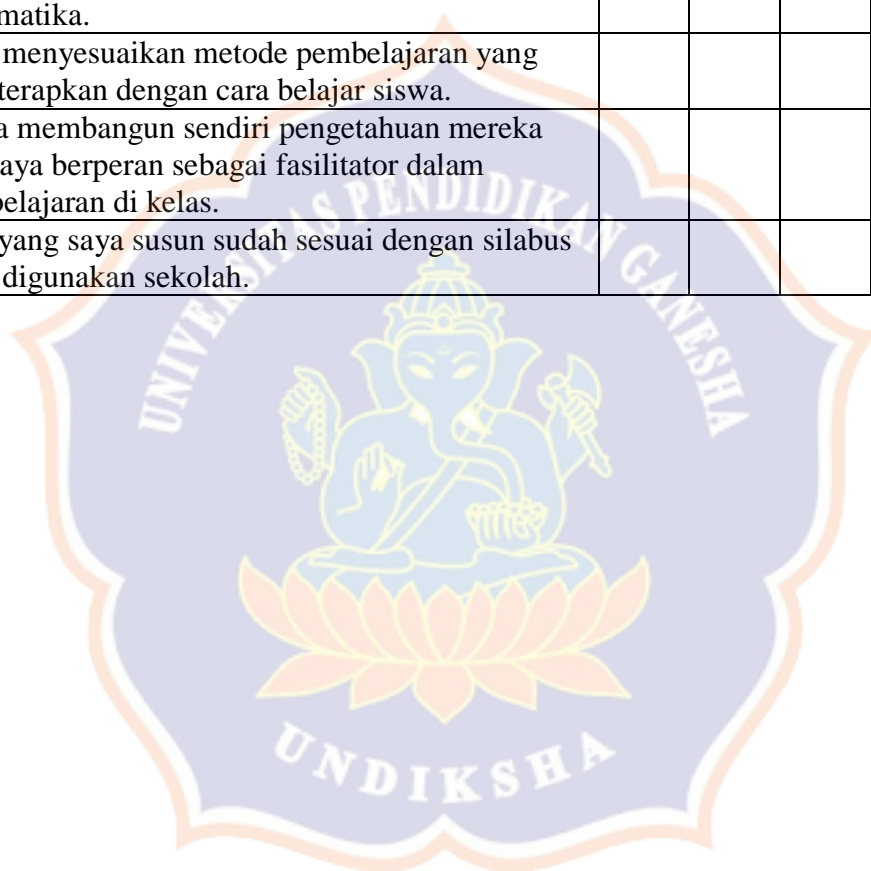 matika.
menyesuaikan metode pembelajaran yang
terapkan dengan cara belajar siswa.
a membangun sendiri pengetahuan mereka
aya berperan sebagai fasilitator dalam
elajaran di kelas.
yang saya susun sudah sesuai dengan silabus
digunakan sekolah.
UNIVERSITAS PENDIDIKAN GANESHA
UNDIKSHA